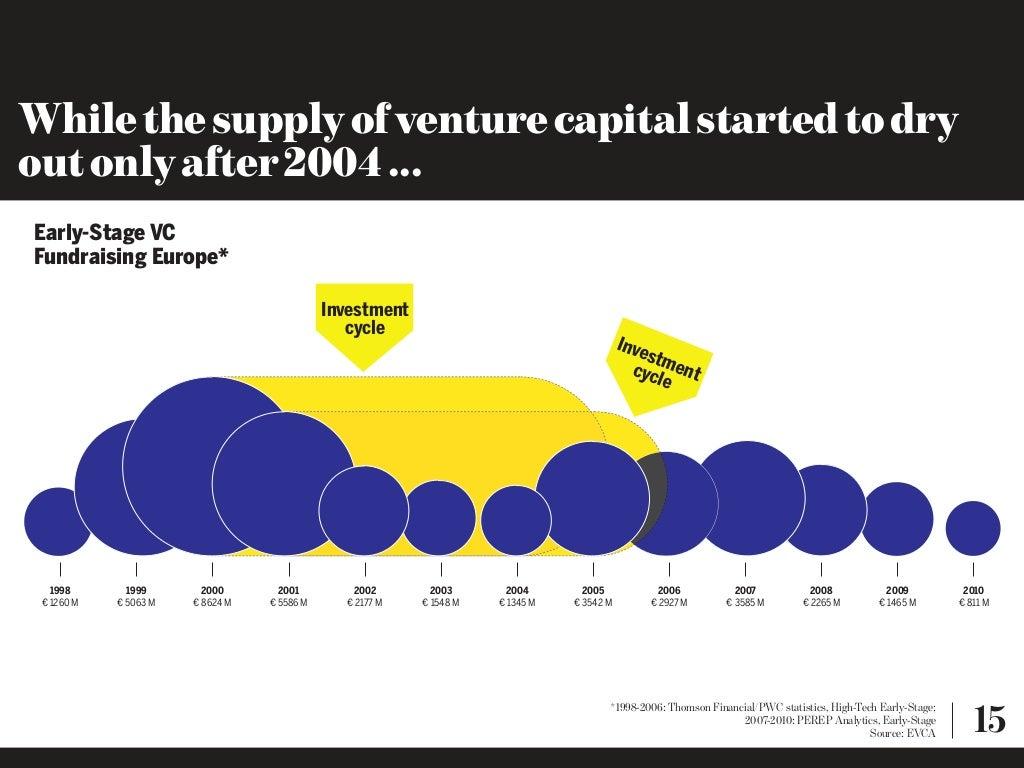 While the supply of venture capital started to dry
out only after 2004 ...
Early-Stage VC
Fundraising Europe*
Investment
cycle
Investment
cycle
1998 1999 2000 2001 2002 2003 2004 2005 2006 2007 2008 2009 2010
€ 1260 M € 5063 M € 8624 M € 5586 M € 2177 M € 1548 M € 1345 M € 3542 M € 2927 M € 3585 M € 2265 M € 1465 M € 811 M
*1998-2006: Thomson Financial/PWC statistics, High-Tech Early-Stage;
2007-2010: PEREP Analytics, Early-Stage
Source: EVCA
15